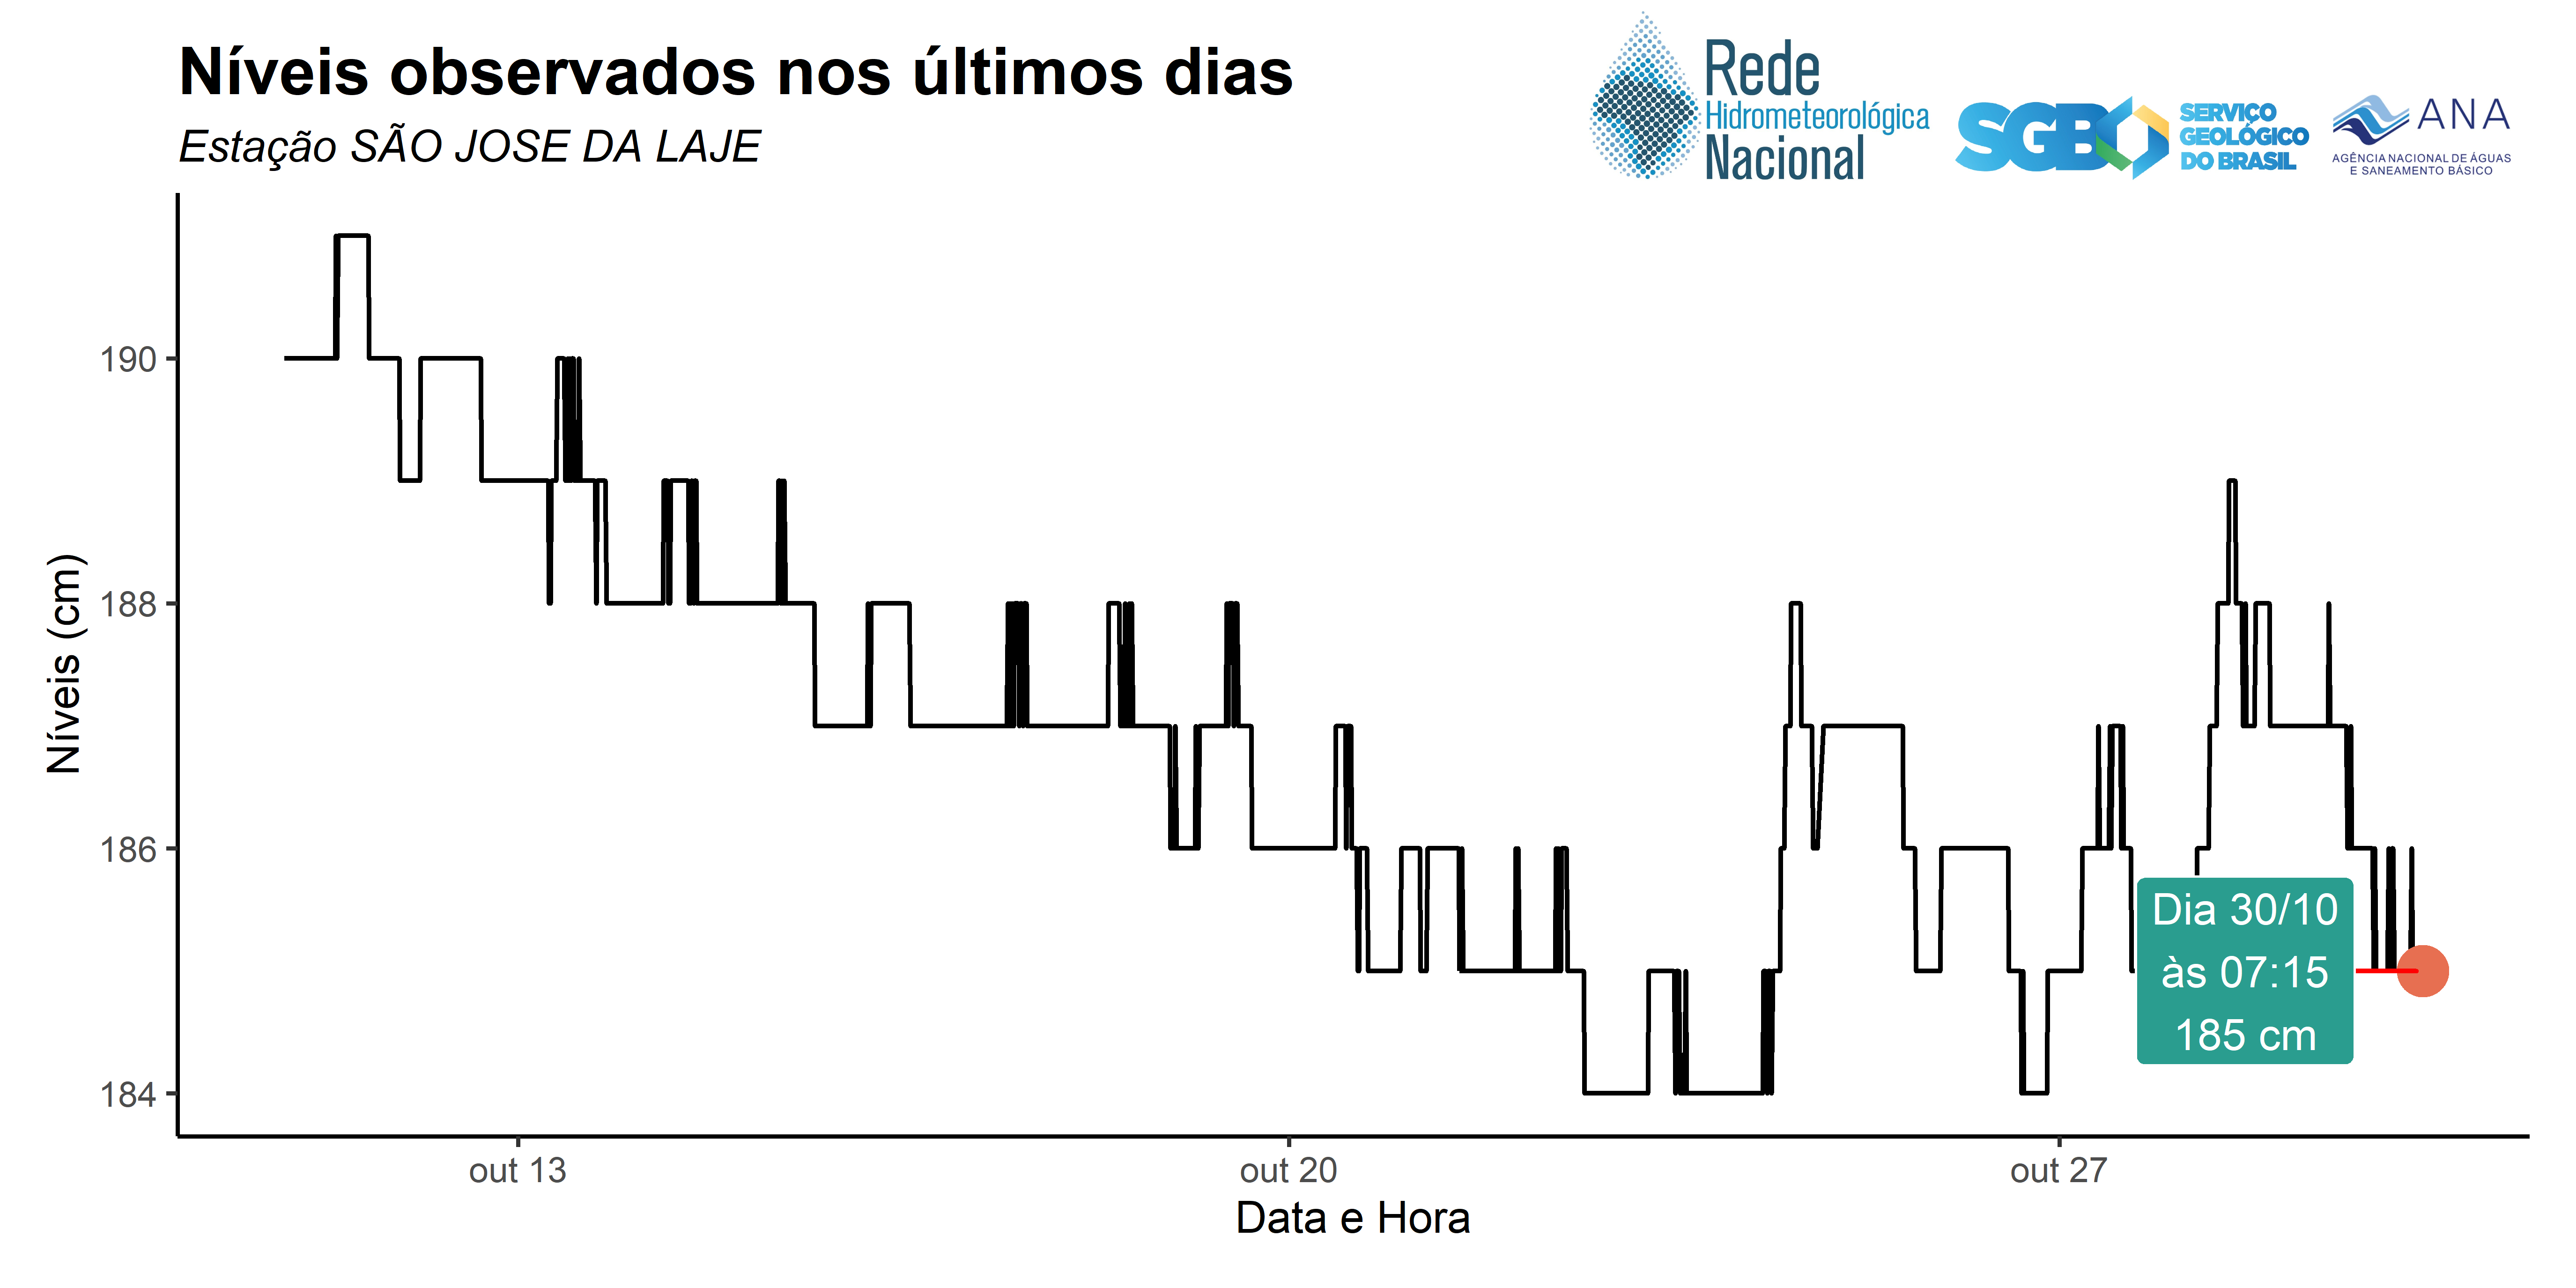 Níveis observados nos últimos dias
Estação SÃO JOSE DA LAJE
Rede
Hidrometeorológica
Nacional
SGB
SERVIÇO
GEOLÓGICO
DO BRASIL
ANA
AGÊNCIA NACIONAL DE ÁGUAS
E SANEAMENTO BÁSICO
Níveis (cm)
190
188
186
184
Dia 30/10
às 07:15
185 cm
out 13
out 20
out 27
Data e Hora